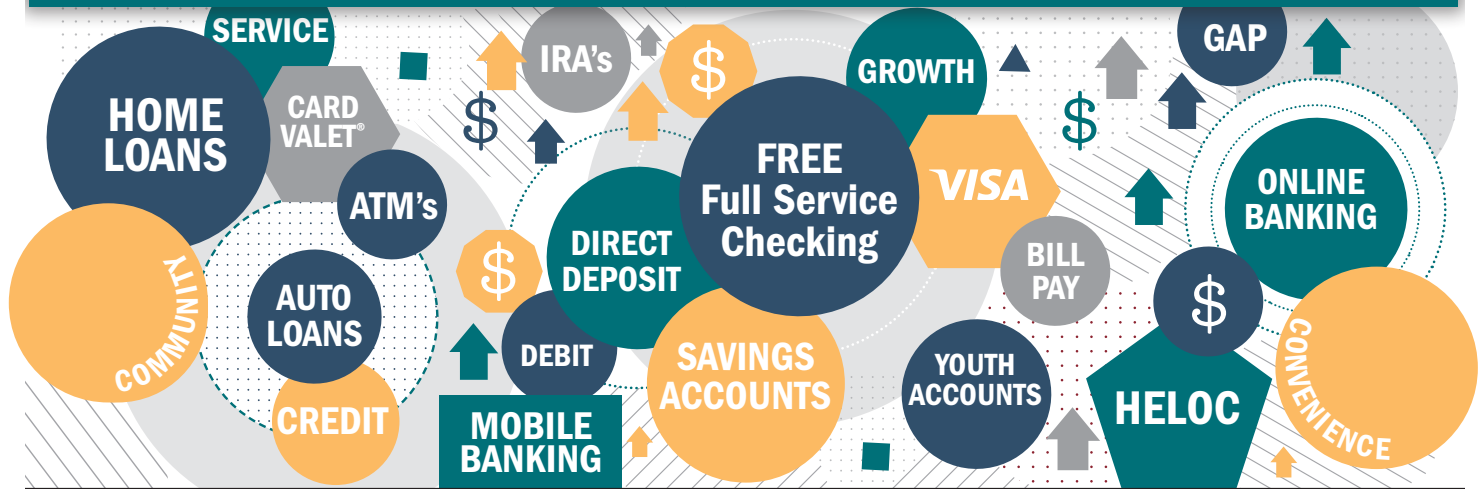 SERVICE
HOME
LOANS
CARD
VALET®
ATM's
COMMUNITY
AUTO
LOANS
CREDIT
IRA's
$
$
$
DIRECT
DEPOSIT
DEBIT
MOBILE
BANKING
FREE
Full Service
Checking
SAVINGS
ACCOUNTS
GROWTH
VISA
$
BILL
PAY
YOUTH
ACCOUNTS
GAP
ONLINE
BANKING
$
HELOC
CONVENIENCE